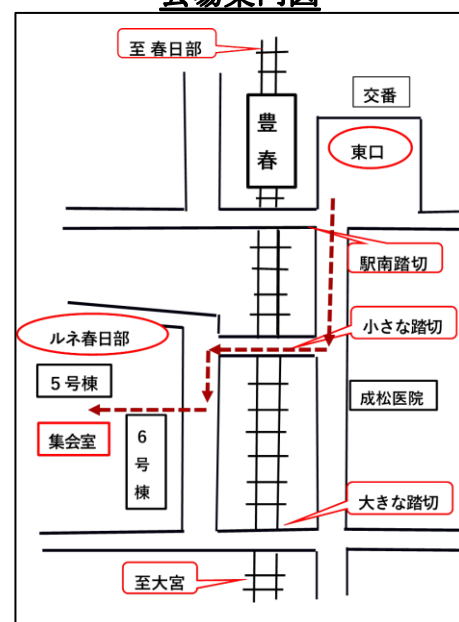 会場案内図
至 春日部
交番
豊春
東口
駅南踏切
小さな踏切
ルネ春日部
5号棟
成松医院
集会室
6号棟
大きな踏切
至大宮